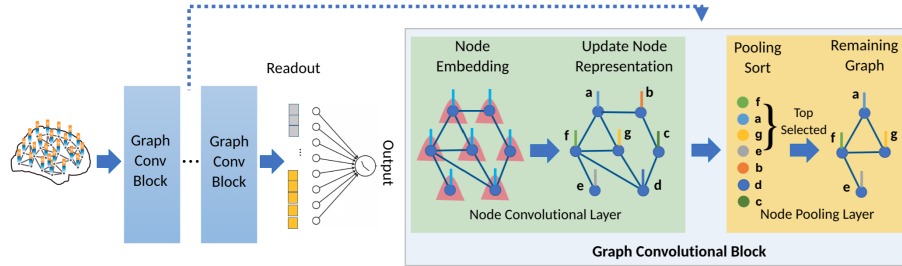 Readout
Graph
Conv
Block
...
Graph
Conv
Block
...
Output
Node
Embedding
Update Node
Representation
a
b
f
g
c
e
d
Node Convolutional Layer
Pooling
Sort
f
a
g
e
b
d
c
Top
Selected
Remaining
Graph
a
f
g
e
Node Pooling Layer
Graph Convolutional Block